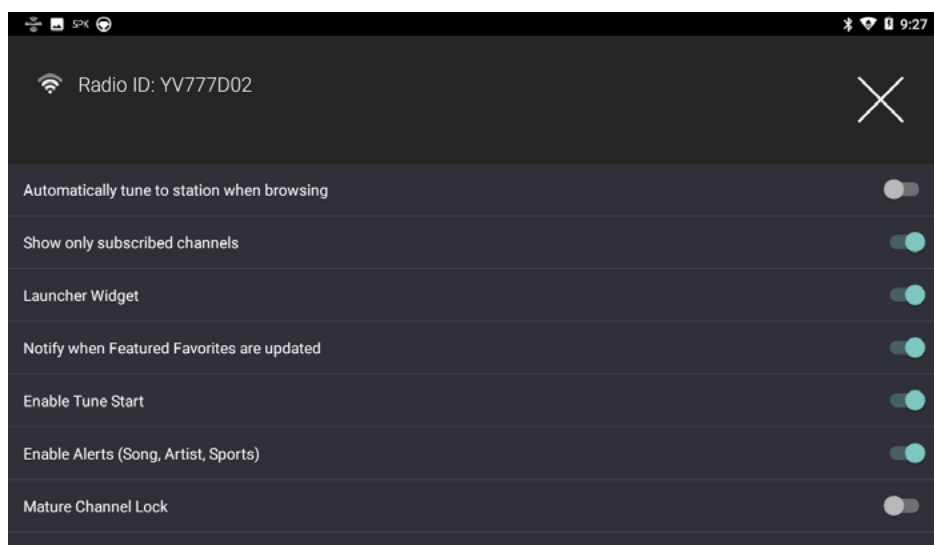 SPK
9:27
Radio ID: YV777D02
Automatically tune to station when browsing
Show only subscribed channels
Launcher Widget
Notify when Featured Favorites are updated
Enable Tune Start
Enable Alerts (Song, Artist, Sports)
Mature Channel Lock